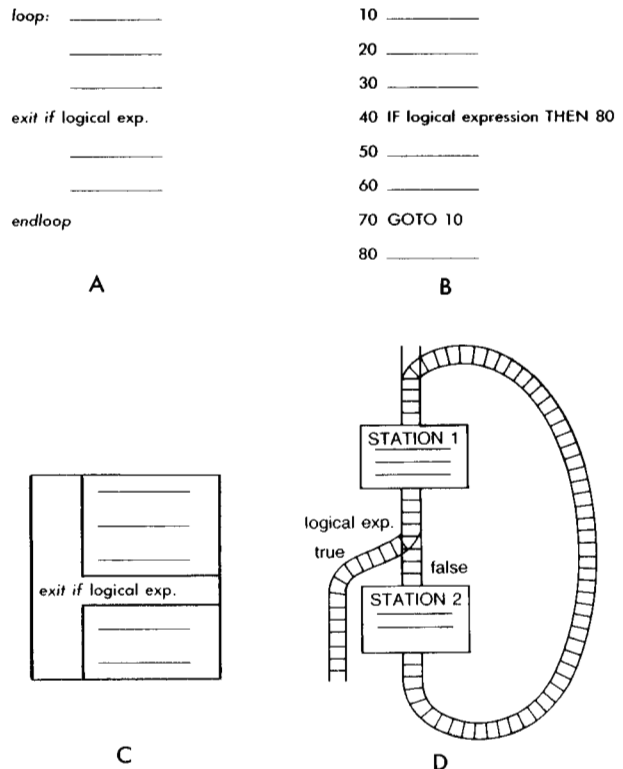 loop:
exit if logical exp.
endloop
A
10
20
30
40 IF logical expression THEN 80
50
60
70 GOTO 10
80
B
exit if logical exp.
C
STATION 1
logical exp.
true
false
STATION 2
D